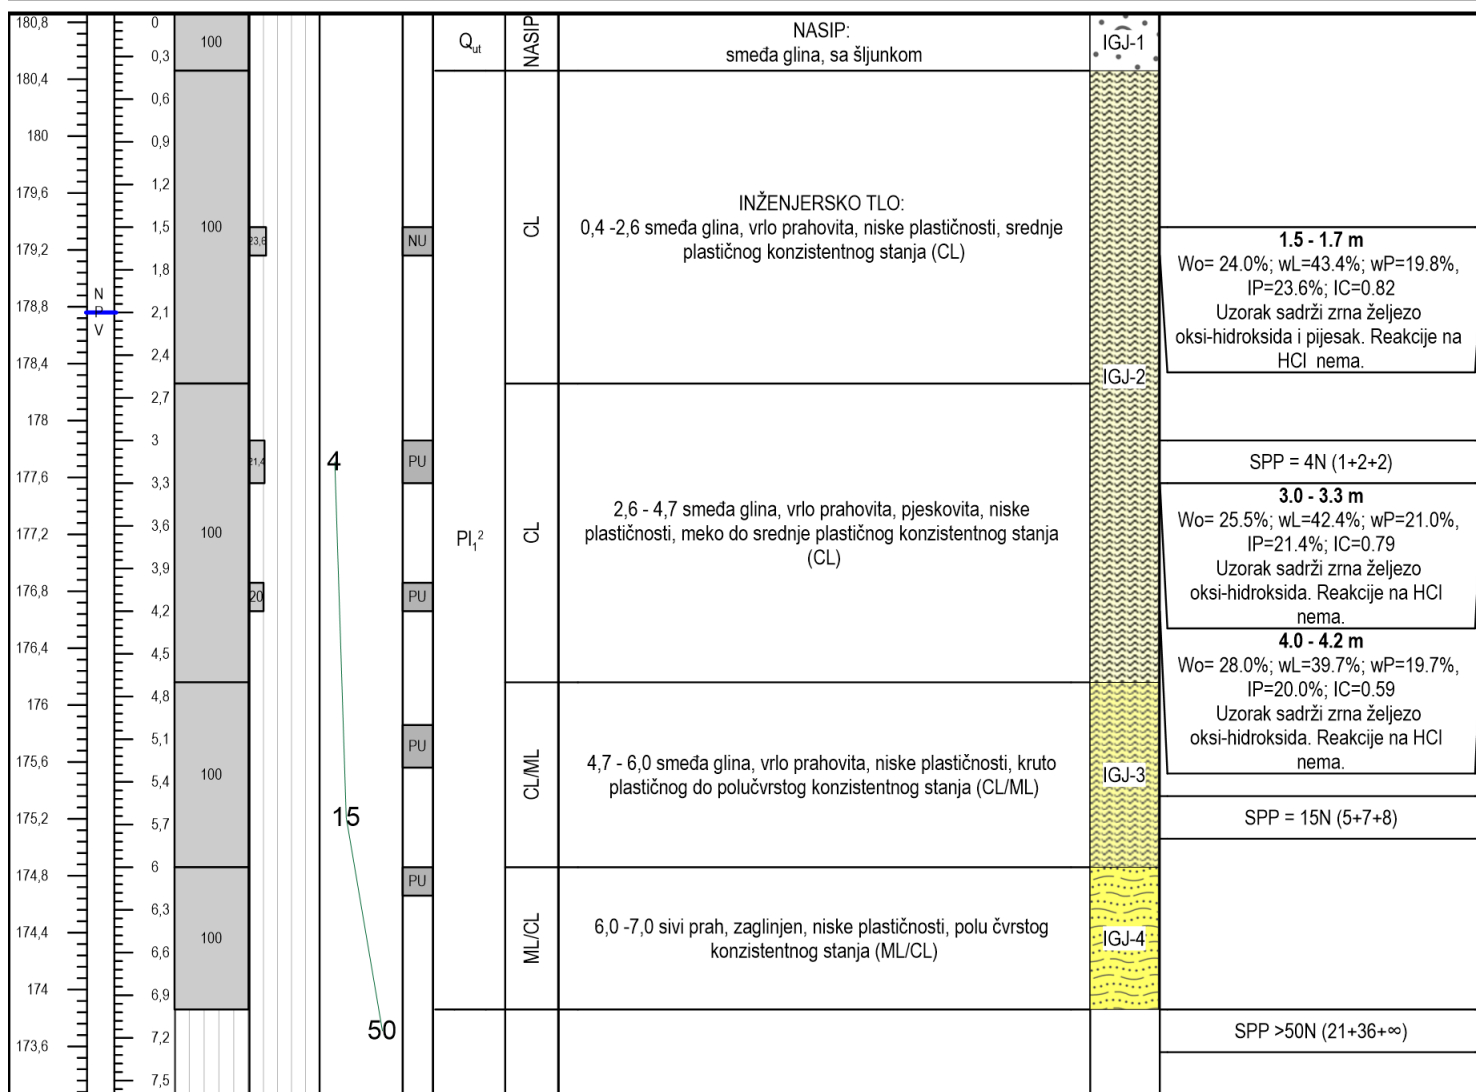 180,8
180,4
180
179,6
179,2
178,8
178,4
178
177,6
177,2
176,8
176,4
176
175,6
175,2
174,8
174,4
174
173,6
N
P
V
0
0,3
0,6
0,9
1,2
1,5
1,8
2,1
2,4
2,7
3
3,3
3,6
3,9
4,2
4,5
4,8
5,1
5,4
5,7
6
6,3
6,6
6,9
7,2
7,5
100
100
100
100
100
23,6
21,4
20
4
15
50
NU
PU
PU
PU
PU
Qut
Pl₁²
NASIP
CL
CL
CL/ML
ML/CL
NASIP:
smeđa glina, sa šljunkom
INŽENJERSKO TLO:
0,4 -2,6 smeđa glina, vrlo prahovita, niske plastičnosti, srednje
plastičnog konzistentnog stanja (CL)
2,6 - 4,7 smeđa glina, vrlo prahovita, pjeskovita, niske
plastičnosti, meko do srednje plastičnog konzistentnog stanja
(CL)
4,7 - 6,0 smeđa glina, vrlo prahovita, niske plastičnosti, kruto
plastičnog do polučvrstog konzistentnog stanja (CL/ML)
6,0 -7,0 sivi prah, zaglinjen, niske plastičnosti, polu čvrstog
konzistentnog stanja (ML/CL)
IGJ-1
IGJ-2
IGJ-3
IGJ-4
1.5 - 1.7 m
Wo= 24.0%; wL=43.4%; wP=19.8%,
IP=23.6%; IC=0.82
Uzorak sadrži zrna željezo
oksi-hidroksida i pijesak. Reakcije na
HCl nema.
SPP = 4N (1+2+2)
3.0 - 3.3 m
Wo= 25.5%; wL=42.4%; wP=21.0%,
IP=21.4%; IC=0.79
Uzorak sadrži zrna željezo
oksi-hidroksida. Reakcije na HCl
nema.
4.0 - 4.2 m
Wo= 28.0%; wL=39.7%; wP=19.7%,
IP=20.0%; IC=0.59
Uzorak sadrži zrna željezo
oksi-hidroksida. Reakcije na HCl
nema.
SPP = 15N (5+7+8)
SPP >50N (21+36+∞)